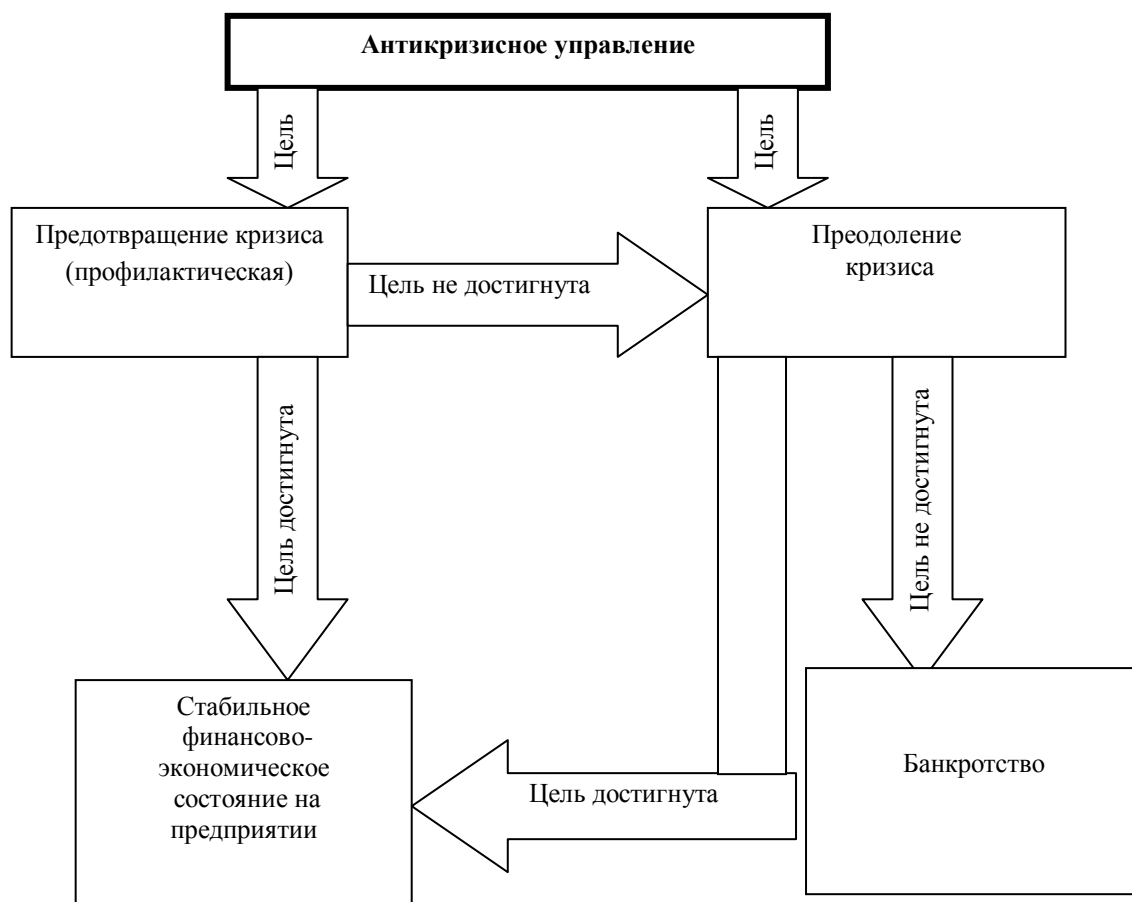 Антикризисное управление
Цель
Цель
Предотвращение кризиса
(профилактическая)
Цель не достигнута
Преодоление
кризиса
Цель достигнута
Цель не достигнута
Стабильное
финансово-
экономическое
состояние на
предприятии
Цель достигнута
Банкротство